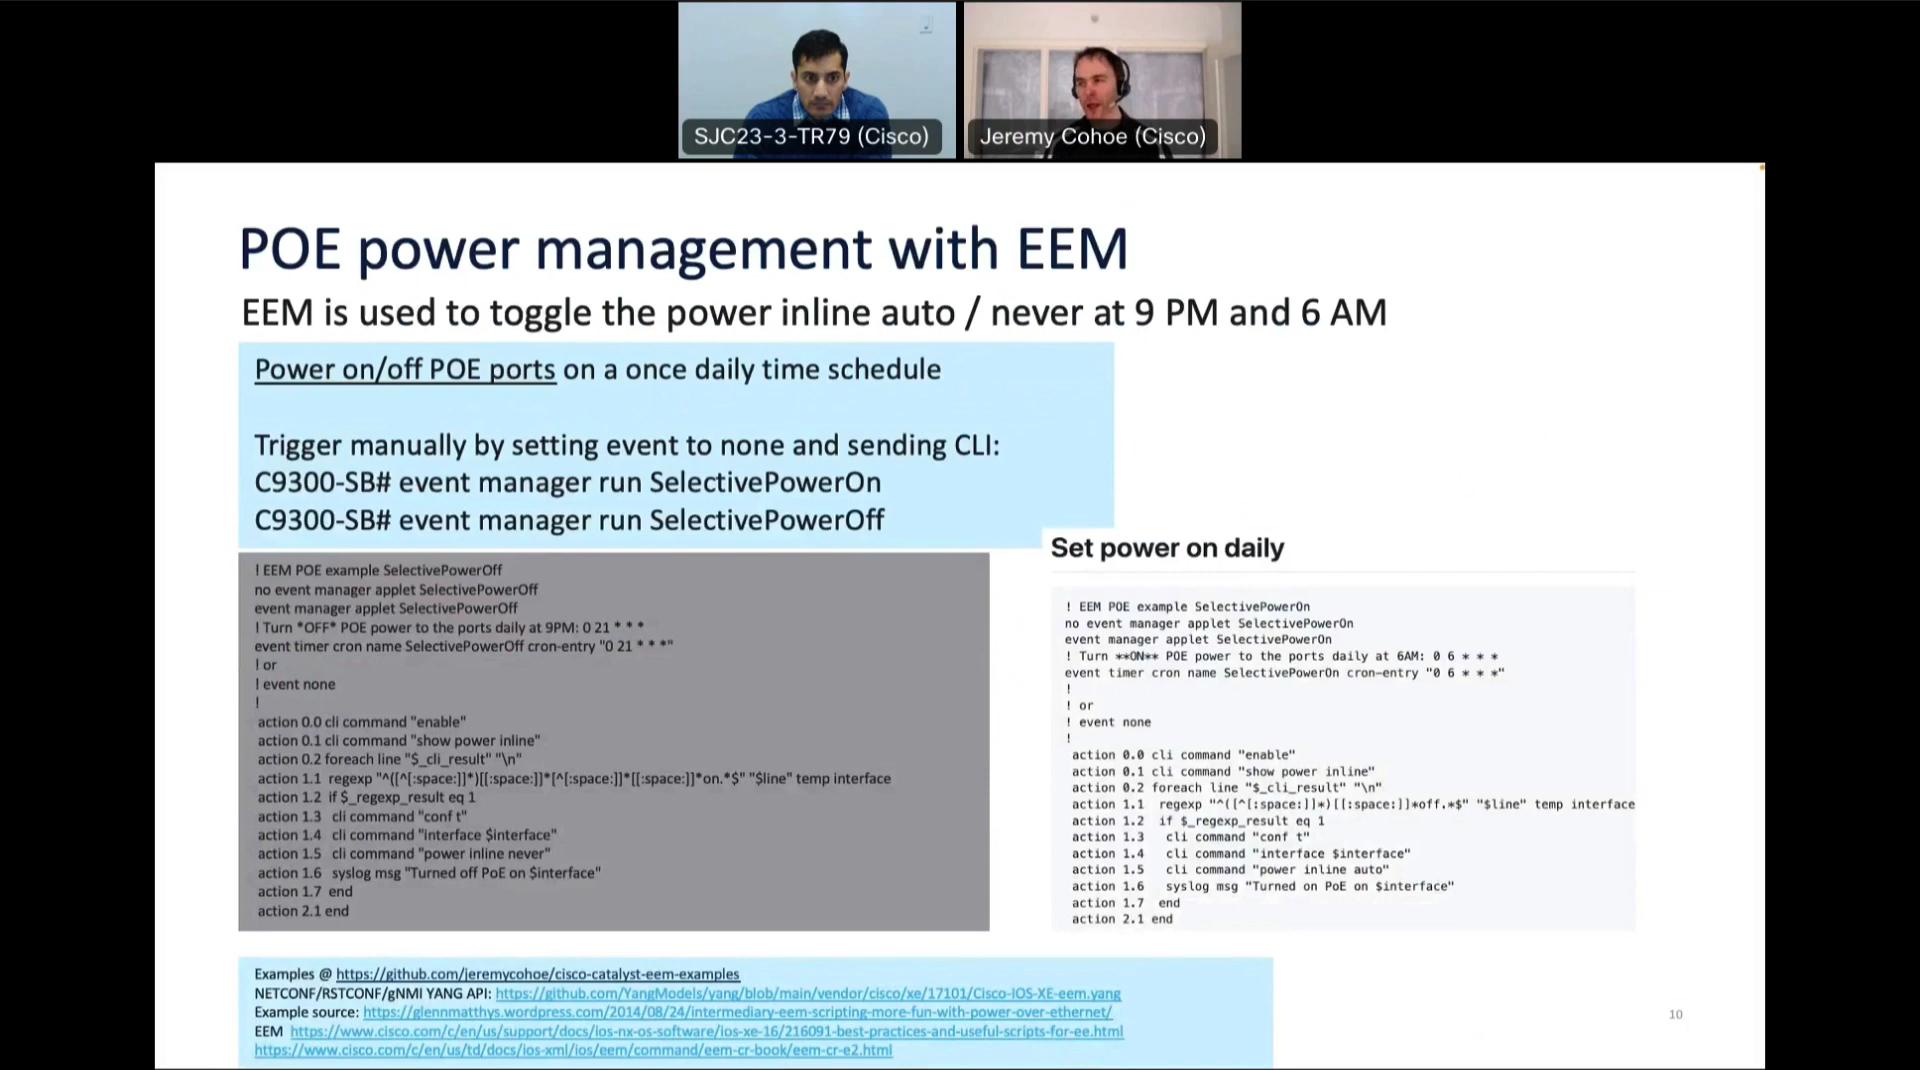 SJC23-3-TR79 (Cisco)
Jeremy Cohoe (Cisco)
POE power management with EEM
EEM is used to toggle the power inline auto / never at 9 PM and 6 AM
Power on/off POE ports on a once daily time schedule
Trigger manually by setting event to none and sending CLI:
C9300-SB# event manager run SelectivePowerOn
C9300-SB# event manager run SelectivePowerOff
! EEM POE example SelectivePowerOff
no event manager applet SelectivePowerOff
event manager applet SelectivePowerOff
! Turn *OFF* POE power to the ports daily at 9PM: 0 21 * * *
event timer cron name SelectivePowerOff cron-entry "0 21 * * *"
! or
! event none
!
action 0.0 cli command "enable"
action 0.1 cli command "show power inline"
action 0.2 foreach line "$_cli_result" "\n"
action 1.1 regexp "^([^[:space:]]*)[[:space:]]*[^[:space:]]*[[:space:]]*on.*$" "$line" temp interface
action 1.2 if $_regexp_result eq 1
action 1.3 cli command "conf t"
action 1.4 cli command "interface $interface"
action 1.5 cli command "power inline never"
action 1.6 syslog msg "Turned off PoE on $interface"
action 1.7 end
action 2.1 end
Set power on daily
! EEM POE example SelectivePowerOn
no event manager applet SelectivePowerOn
event manager applet SelectivePowerOn
! Turn **ON** POE power to the ports daily at 6AM: 0 6 * * *
event timer cron name SelectivePowerOn cron-entry "0 6 * * *"
!
! or
! event none
!
action 0.0 cli command "enable"
action 0.1 cli command "show power inline"
action 0.2 foreach line "$_cli_result" "\n"
action 1.1 regexp "^([^[:space:]]*)[[:space:]]*off.*$" "$line" temp interface
action 1.2 if $_regexp_result eq 1
action 1.3 cli command "conf t"
action 1.4 cli command "interface $interface"
action 1.5 cli command "power inline auto"
action 1.6 syslog msg "Turned on PoE on $interface"
action 1.7 end
action 2.1 end
Examples @ https://github.com/jeremycohoe/cisco-catalyst-eem-examples
NETCONF/RSTCONF/gNMI YANG API: https://github.com/YangModels/yang/blob/main/vendor/cisco/xe/17101/Cisco-IOS-XE-eem.yang
Example source: https://glennmatthys.wordpress.com/2014/08/24/intermediary-eem-scripting-more-fun-with-power-over-ethernet/
EEM https://www.cisco.com/c/en/us/support/docs/ios-nx-os-software/ios-xe-16/216091-best-practices-and-useful-scripts-for-ee.html
https://www.cisco.com/c/en/us/td/docs/ios-xml/ios/eem/command/eem-cr-book/eem-cr-e2.html
10